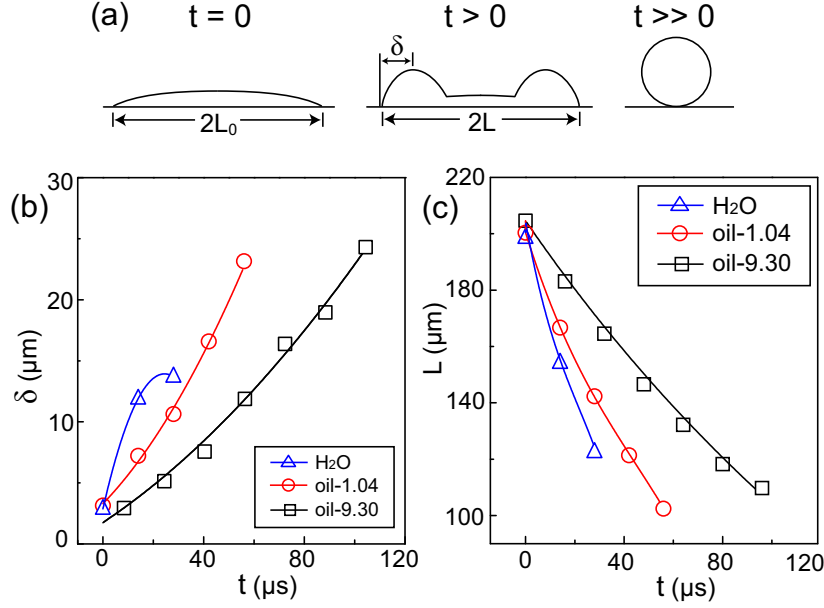 (a) t = 0 t > 0 t >> 0
δ
2L₀ 2L
(b)
30
20
10
0
δ (μm)
0 40 80 120
t (μs)
H₂O
oil-1.04
oil-9.30
(c)
220
180
140
100
L (μm)
0 40 80 120
t (μs)
H₂O
oil-1.04
oil-9.30